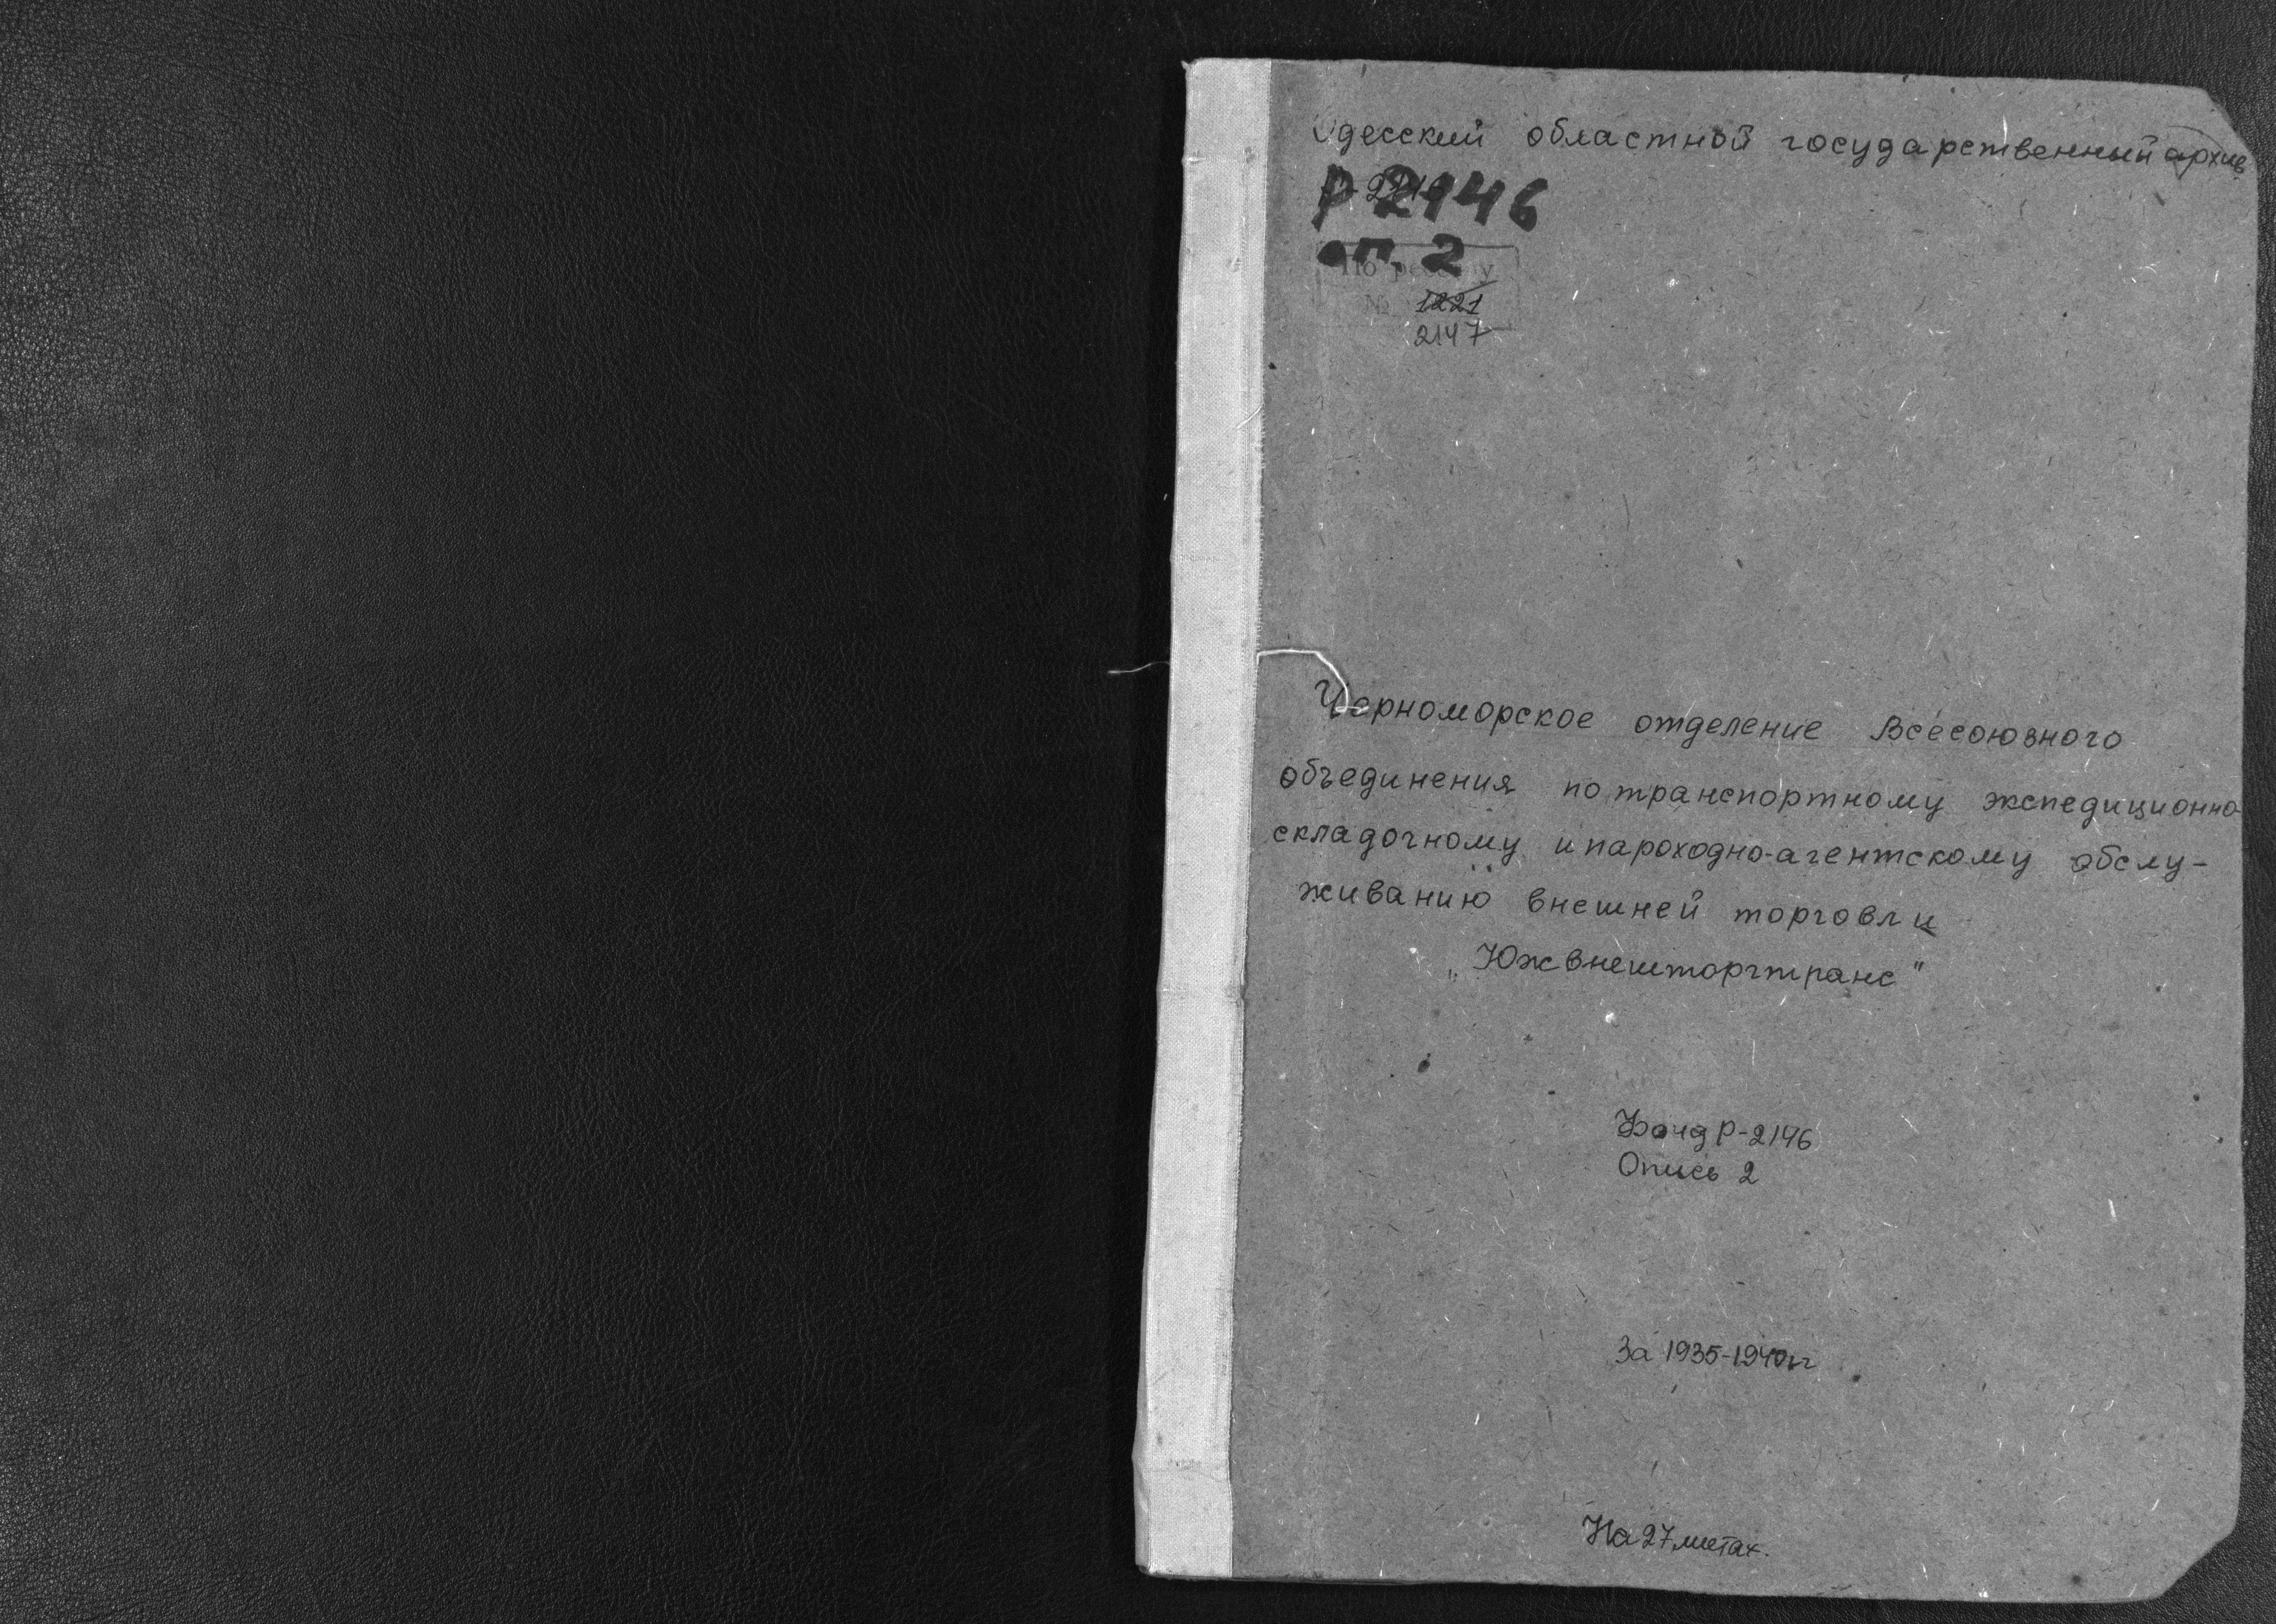 Одесский областной государственный архив
Р 2146
оп. 2
По реестру
№ 1221
2147
Черноморское отделение Всесоюзного
объединения по транспортному экспедиционно-
складочному и пароходно-агентскому обслу-
живанию внешней торговли
„Южвнешторгтранс"
Фонд Р-2146
Опись 2
За 1935-1940гг
На 27 листах.